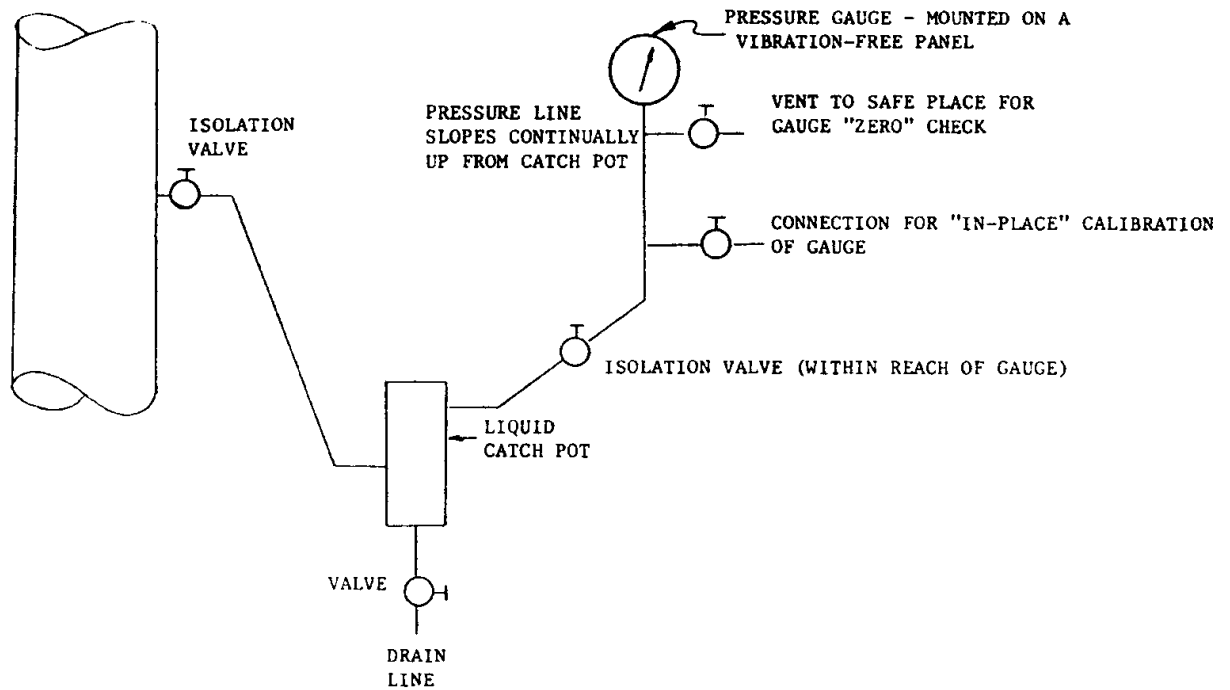 PRESSURE GAUGE - MOUNTED ON A
VIBRATION-FREE PANEL
VENT TO SAFE PLACE FOR
GAUGE "ZERO" CHECK
PRESSURE LINE
SLOPES CONTINUALLY
UP FROM CATCH POT
ISOLATION
VALVE
CONNECTION FOR "IN-PLACE" CALIBRATION
OF GAUGE
ISOLATION VALVE (WITHIN REACH OF GAUGE)
LIQUID
CATCH POT
VALVE
DRAIN
LINE